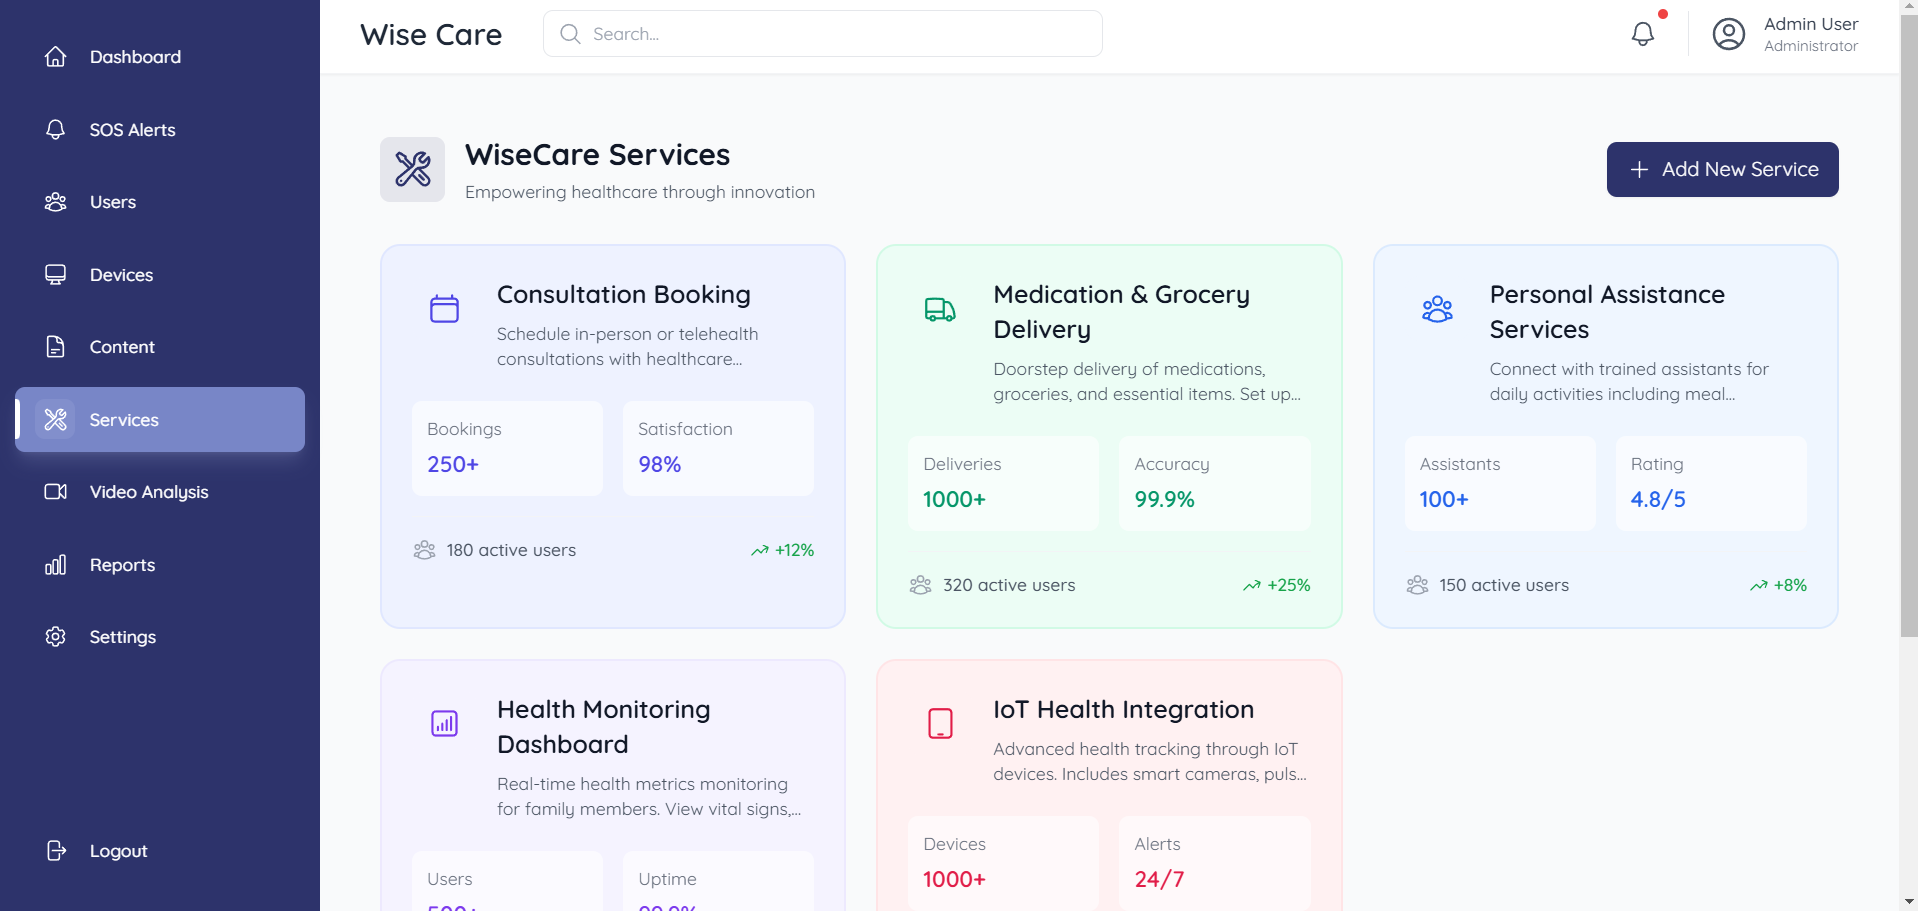 Dashboard
SOS Alerts
Users
Devices
Content
Services
Video Analysis
Reports
Settings
Logout
Wise Care
Search...
Admin User
Administrator
WiseCare Services
Empowering healthcare through innovation
Add New Service
Consultation Booking
Schedule in-person or telehealth
consultations with healthcare...
Bookings
250+
Satisfaction
98%
180 active users
+12%
Medication & Grocery
Delivery
Doorstep delivery of medications,
groceries, and essential items. Set up...
Deliveries
1000+
Accuracy
99.9%
320 active users
+25%
Personal Assistance
Services
Connect with trained assistants for
daily activities including meal...
Assistants
100+
Rating
4.8/5
150 active users
+8%
Health Monitoring
Dashboard
Real-time health metrics monitoring
for family members. View vital signs,...
Users
Uptime
IoT Health Integration
Advanced health tracking through IoT
devices. Includes smart cameras, puls...
Devices
1000+
Alerts
24/7